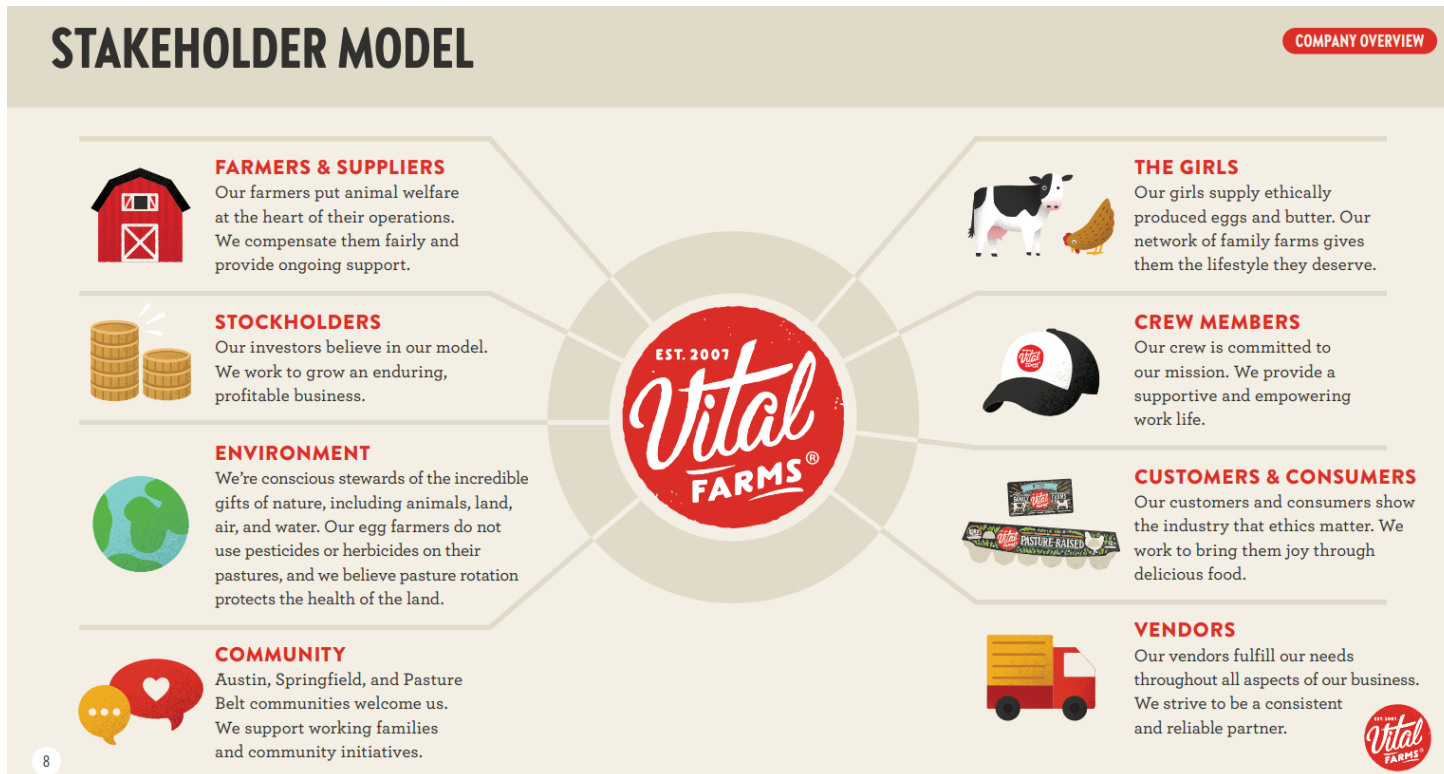 STAKEHOLDER MODEL
COMPANY OVERVIEW
FARMERS & SUPPLIERS
Our farmers put animal welfare
at the heart of their operations.
We compensate them fairly and
provide ongoing support.
STOCKHOLDERS
Our investors believe in our model.
We work to grow an enduring,
profitable business.
ENVIRONMENT
We're conscious stewards of the incredible
gifts of nature, including animals, land,
air, and water. Our egg farmers do not
use pesticides or herbicides on their
pastures, and we believe pasture rotation
protects the health of the land.
COMMUNITY
Austin, Springfield, and Pasture
Belt communities welcome us.
We support working families
and community initiatives.
EST. 2007
Vital
FARMS®
THE GIRLS
Our girls supply ethically
produced eggs and butter. Our
network of family farms gives
them the lifestyle they deserve.
CREW MEMBERS
Our crew is committed to
our mission. We provide a
supportive and empowering
work life.
Vital
FARMS
CUSTOMERS & CONSUMERS
Our customers and consumers show
the industry that ethics matter. We
work to bring them joy through
delicious food.
Vital
FARMS
Vital
FARMS
PASTURE-RAISED
VENDORS
Our vendors fulfill our needs
throughout all aspects of our business.
We strive to be a consistent
and reliable partner.
EST. 2007
Vital
FARMS®
8